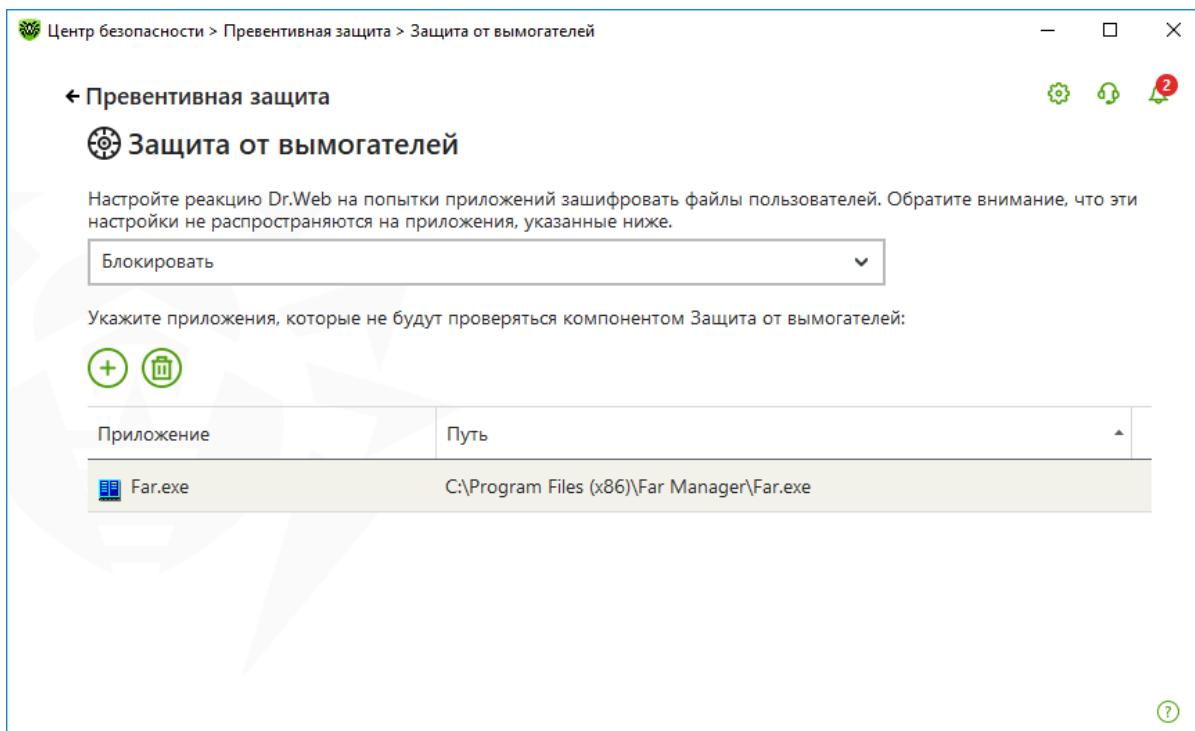 Центр безопасности > Превентивная защита > Защита от вымогателей
Превентивная защита
2
Защита от вымогателей
Настройте реакцию Dr.Web на попытки приложений зашифровать файлы пользователей. Обратите внимание, что эти
настройки не распространяются на приложения, указанные ниже.
Блокировать
Укажите приложения, которые не будут проверяться компонентом Защита от вымогателей:
Приложение Путь
Far.exe C:\Program Files (x86)\Far Manager\Far.exe
?